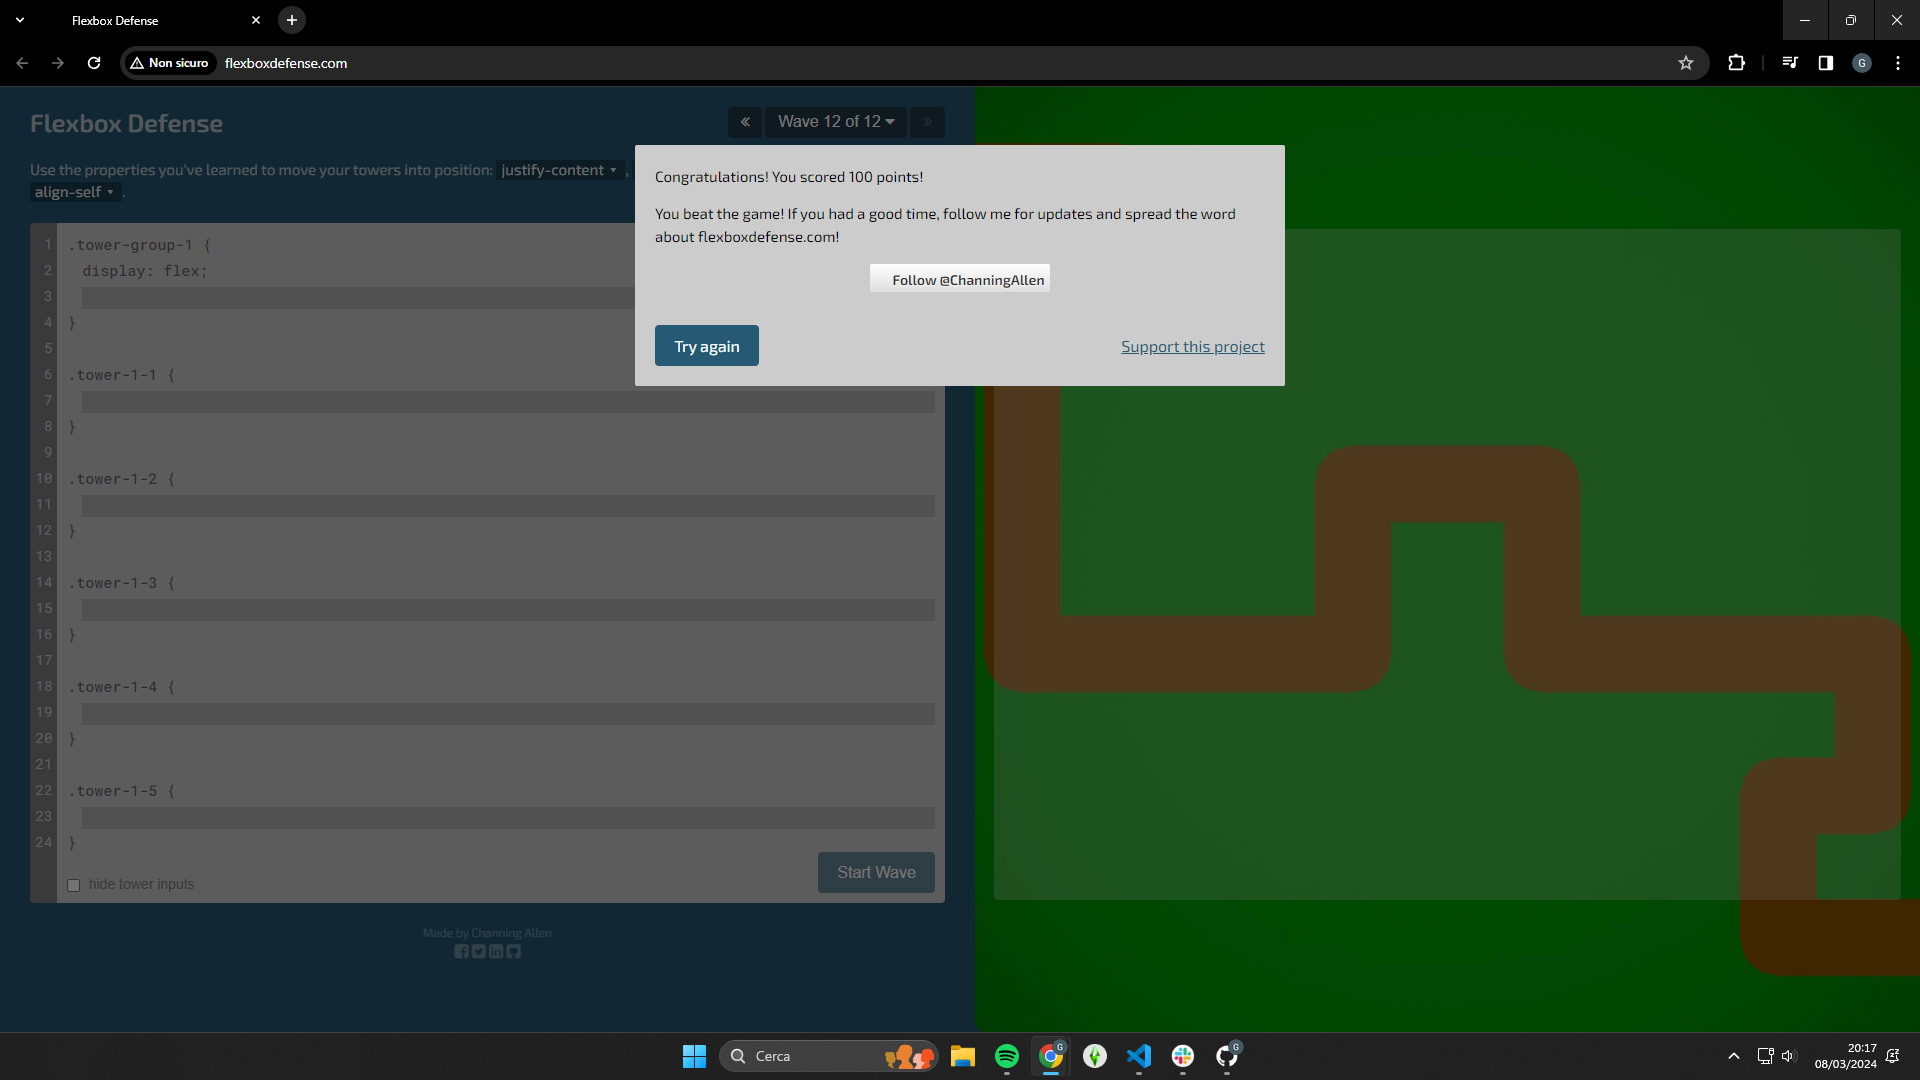 Flexbox Defense
Non sicuro
flexboxdefense.com
G
Flexbox Defense
Wave 12 of 12
Use the properties you've learned to move your towers into position: justify-content ,
align-self .
Congratulations! You scored 100 points!
You beat the game! If you had a good time, follow me for updates and spread the word
about flexboxdefense.com!
Follow @ChanningAllen
Try again
Support this project
1 .tower-group-1 {
2 display: flex;
3
4 }
5
6 .tower-1-1 {
7
8 }
9
10 .tower-1-2 {
11
12 }
13
14 .tower-1-3 {
15
16 }
17
18 .tower-1-4 {
19
20 }
21
22 .tower-1-5 {
23
24 }
hide tower inputs
Start Wave
Made by Channing Allen
Cerca
G
G
20:17
08/03/2024